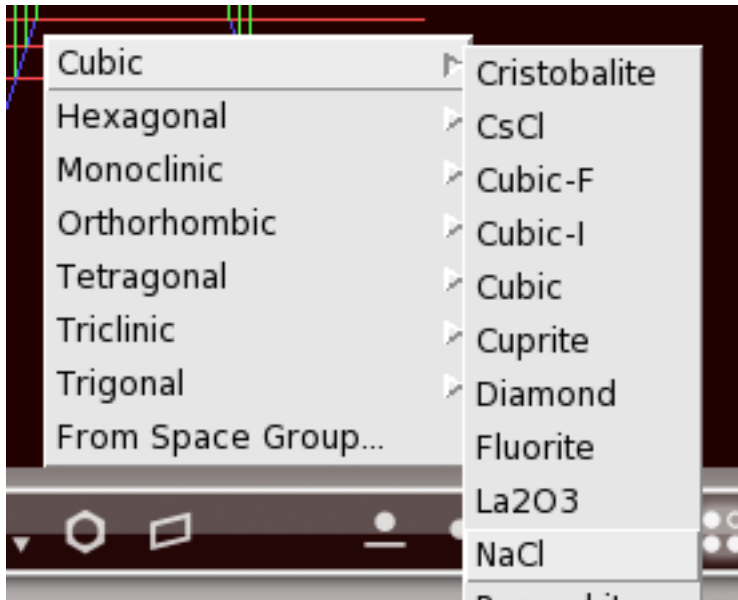 Cubic
Hexagonal
Monoclinic
Orthorhombic
Tetragonal
Triclinic
Trigonal
From Space Group...
Cristobalite
CsCl
Cubic-F
Cubic-I
Cubic
Cuprite
Diamond
Fluorite
La2O3
NaCl